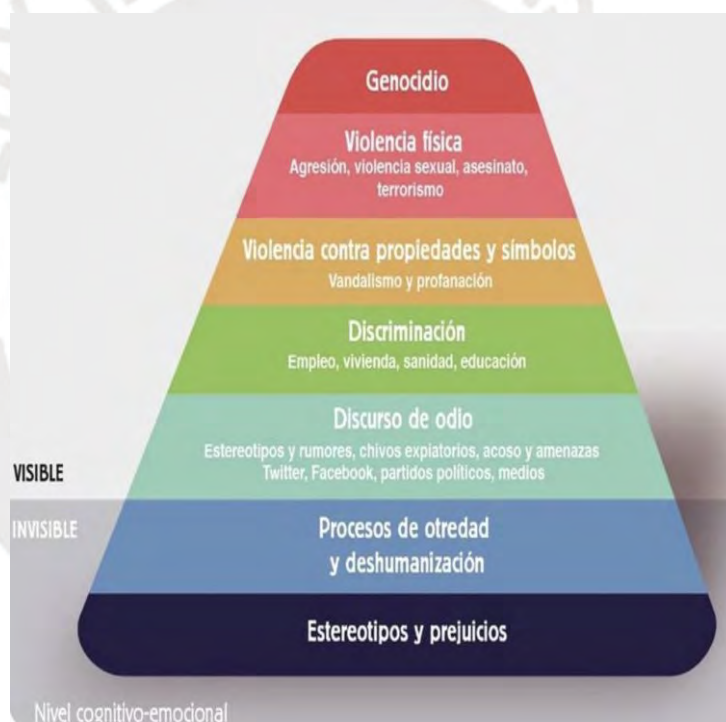 Genocidio
Violencia física
Agresión, violencia sexual, asesinato,
terrorismo
Violencia contra propiedades y símbolos
Vandalismo y profanación
Discriminación
Empleo, vivienda, sanidad, educación
Discurso de odio
Estereotipos y rumores, chivos expiatorios, acoso y amenazas
Twitter, Facebook, partidos políticos, medios
VISIBLE
INVISIBLE
Procesos de otredad
y deshumanización
Estereotipos y prejuicios
Nivel cognitivo-emocional